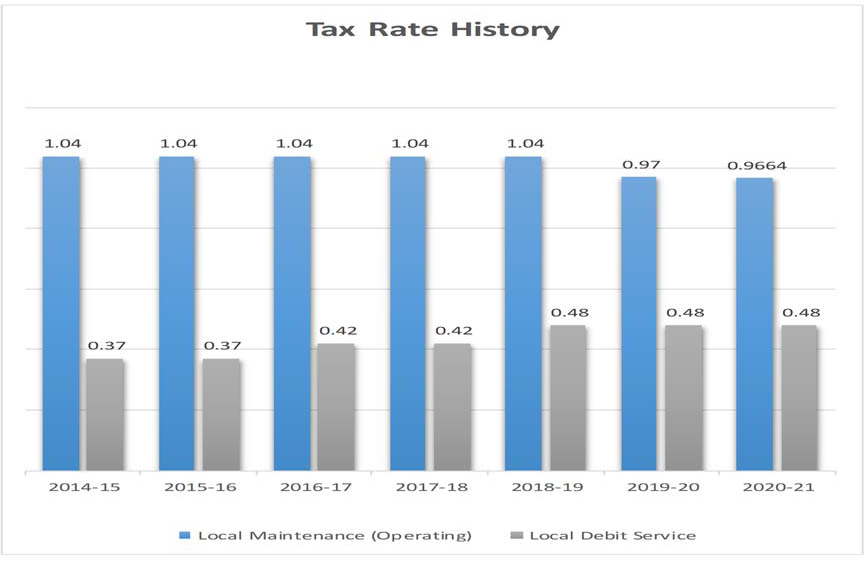 Tax Rate History
1.04 1.04 1.04 1.04 1.04
0.97 0.9664
0.48 0.48 0.48
0.42 0.42
0.37 0.37
2014-15 2015-16 2016-17 2017-18 2018-19 2019-20 2020-21
Local Maintenance (Operating) Local Debit Service